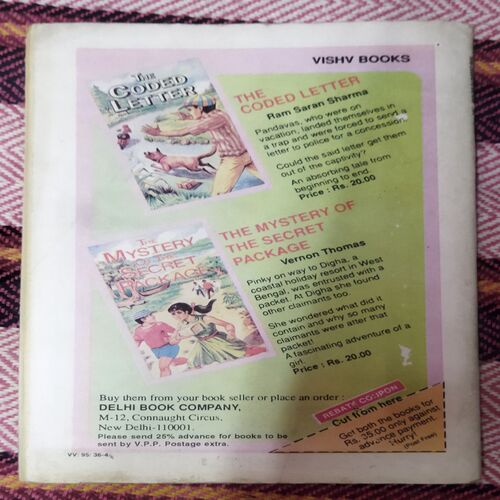 VISHV BOOKS
THE
CODED
LETTER
THE
CODED LETTER
Ram Saran Sharma
Pandavas, who were on
vacation, landed themselves in
a trap and were forced to send a
letter to police for a concession.
Could the said letter get them
out of the captivity?
An absorbing tale from
beginning to end.
Price : Rs. 20.00
THE
MYSTERY
OF THE
SECRET
PACKAGE
THE MYSTERY OF
THE SECRET
PACKAGE
Vernon Thomas
Pinky on way to Digha, a
coastal holiday resort in West
Bengal, was entrusted with a
packet. At Digha she found
other claimants too
She wondered what did it
contain and why so many
claimants were after that
packet!
A fascinating adventure of a
girl.
Price : Rs. 20.00
Buy them from your book seller or place an order :
DELHI BOOK COMPANY,
M-12, Connaught Circus,
New Delhi-110001.
Please send 25% advance for books to be
sent by V.P.P. Postage extra.
REBATE COUPON
Cut from here
Get both the books for
Rs. 35.00 only against
advance payment.
Hurry!
(Post Free)
VV: 95: 36-4